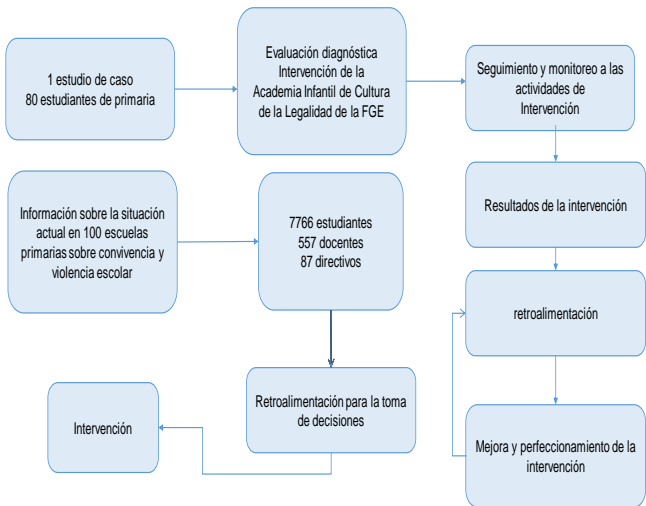 1 estudio de caso
80 estudiantes de primaria
Evaluación diagnóstica
Intervención de la
Academia Infantil de Cultura
de la Legalidad de la FGE
Seguimiento y monitoreo a las
actividades de
Intervención
Información sobre la situación
actual en 100 escuelas
primarias sobre convivencia y
violencia escolar
7766 estudiantes
557 docentes
87 directivos
Resultados de la intervención
retroalimentación
Retroalimentación para la toma
de decisiones
Intervención
Mejora y perfeccionamiento de la
intervención